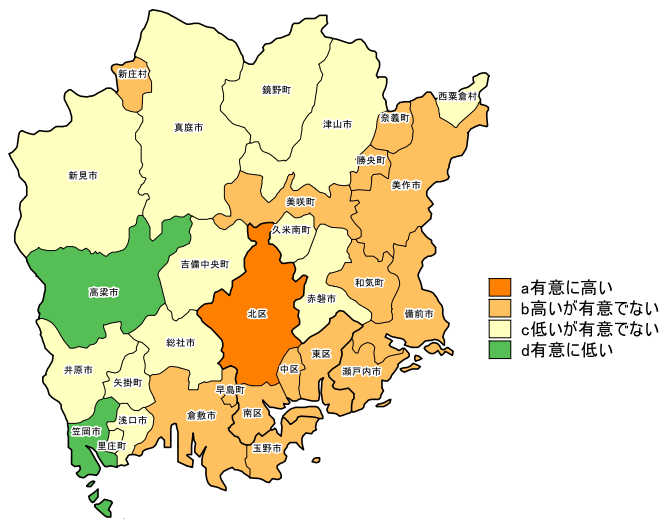 新庄村
西粟倉村
鏡野町
奈義町
津山市
真庭市
勝央町
新見市
美作市
美咲町
久米南町
吉備中央町
和気町
高梁市
赤磐市
北区
備前市
総社市
東区
井原市
中区
瀬戸内市
矢掛町
早島町
南区
倉敷市
浅口市
笠岡市
里庄町
玉野市
a有意に高い
b高いが有意でない
c低いが有意でない
d有意に低い